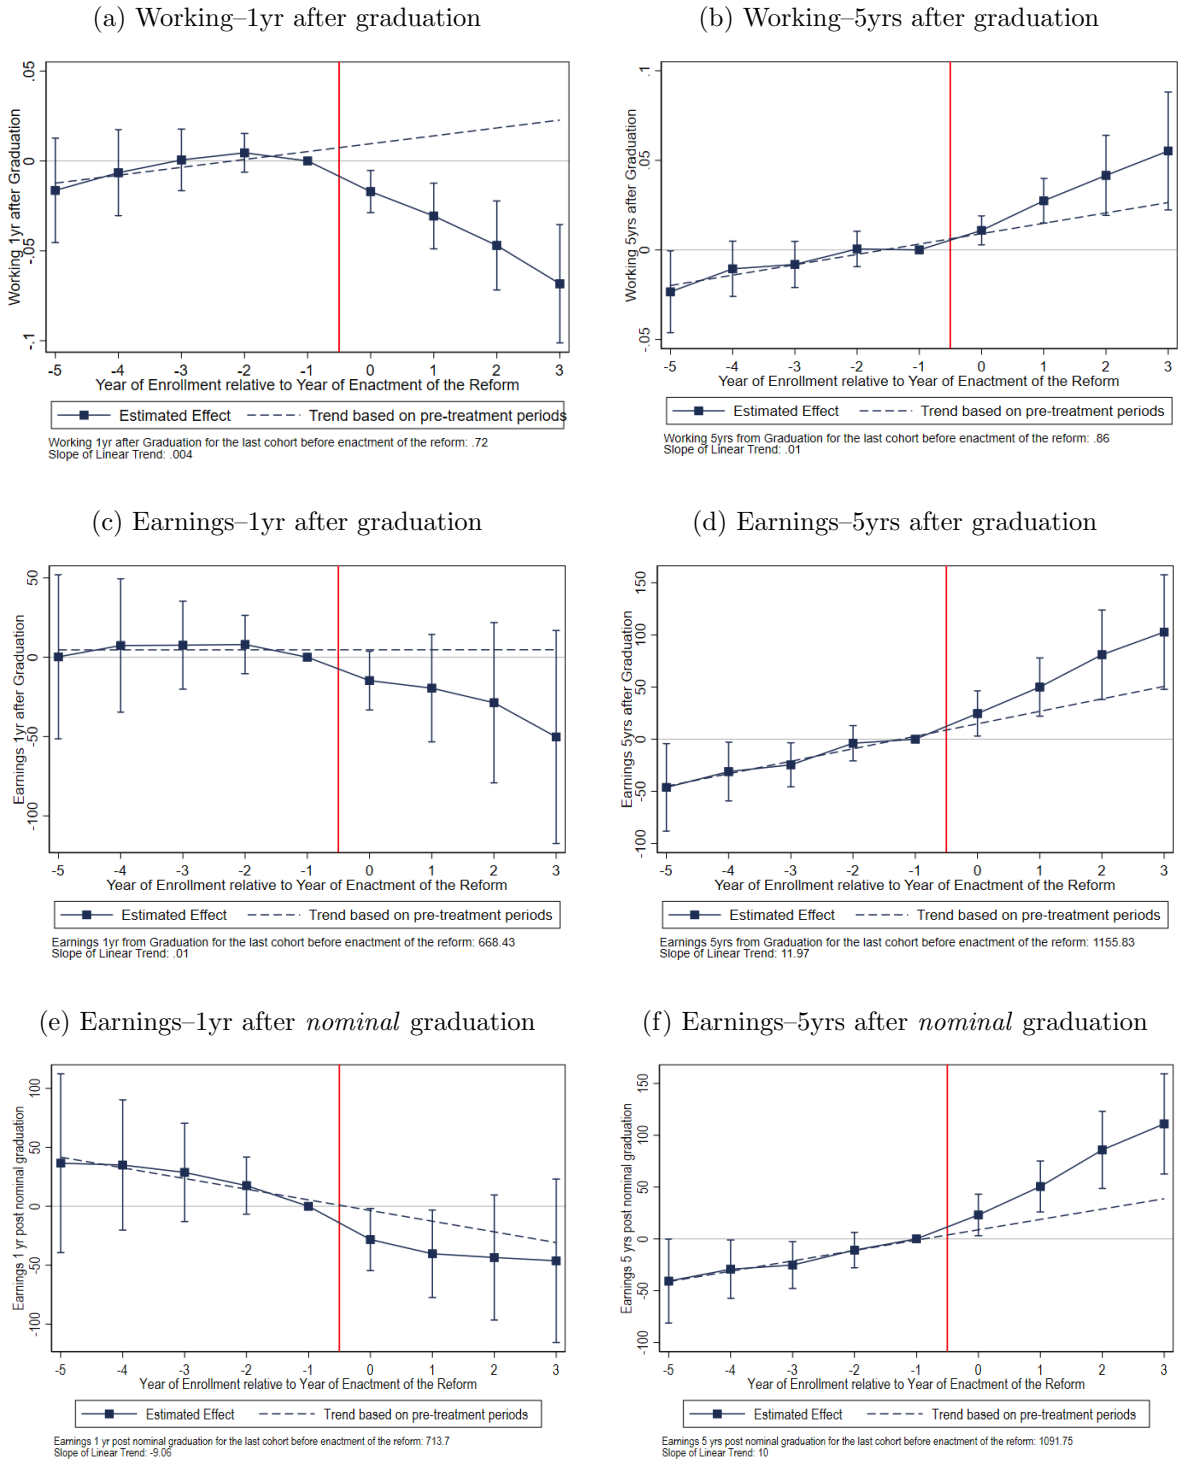 (a) Working–1yr after graduation
.05
0
-.05
-.1
Working 1yr after Graduation
-5 -4 -3 -2 -1 0 1 2 3
Year of Enrollment relative to Year of Enactment of the Reform
Estimated Effect Trend based on pre-treatment periods
Working 1yr after Graduation for the last cohort before enactment of the reform: .72
Slope of Linear Trend: .004
(b) Working–5yrs after graduation
.1
.05
0
-.05
Working 5yrs after Graduation
-5 -4 -3 -2 -1 0 1 2 3
Year of Enrollment relative to Year of Enactment of the Reform
Estimated Effect Trend based on pre-treatment periods
Working 5yrs from Graduation for the last cohort before enactment of the reform: .86
Slope of Linear Trend: .01
(c) Earnings–1yr after graduation
50
0
-50
-100
Earnings 1yr after Graduation
-5 -4 -3 -2 -1 0 1 2 3
Year of Enrollment relative to Year of Enactment of the Reform
Estimated Effect Trend based on pre-treatment periods
Earnings 1yr from Graduation for the last cohort before enactment of the reform: 668.43
Slope of Linear Trend: .01
(d) Earnings–5yrs after graduation
150
100
50
0
-50
-100
Earnings 5yrs after Graduation
-5 -4 -3 -2 -1 0 1 2 3
Year of Enrollment relative to Year of Enactment of the Reform
Estimated Effect Trend based on pre-treatment periods
Earnings 5yrs from Graduation for the last cohort before enactment of the reform: 1155.83
Slope of Linear Trend: 11.97
(e) Earnings–1yr after nominal graduation
100
50
0
-50
-100
Earnings 1 yr post nominal graduation
-5 -4 -3 -2 -1 0 1 2 3
Year of Enrollment relative to Year of Enactment of the Reform
Estimated Effect Trend based on pre-treatment periods
Earnings 1 yr post nominal graduation for the last cohort before enactment of the reform: 713.7
Slope of Linear Trend: -9.06
(f) Earnings–5yrs after nominal graduation
150
100
50
0
-50
-100
Earnings 5 yrs post nominal graduation
-5 -4 -3 -2 -1 0 1 2 3
Year of Enrollment relative to Year of Enactment of the Reform
Estimated Effect Trend based on pre-treatment periods
Earnings 5 yrs post nominal graduation for the last cohort before enactment of the reform: 1091.75
Slope of Linear Trend: 10